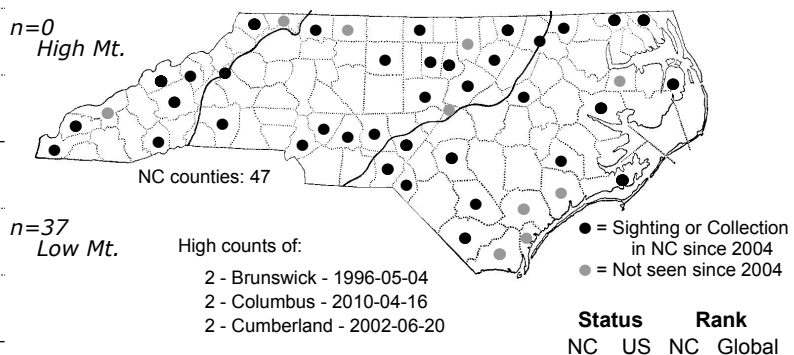 n=0
High Mt.
NC counties: 47
n=37
Low Mt.
High counts of:
2 - Brunswick - 1996-05-04
2 - Columbus - 2010-04-16
2 - Cumberland - 2002-06-20
● = Sighting or Collection
in NC since 2004
● = Not seen since 2004
Status Rank
NC US NC Global